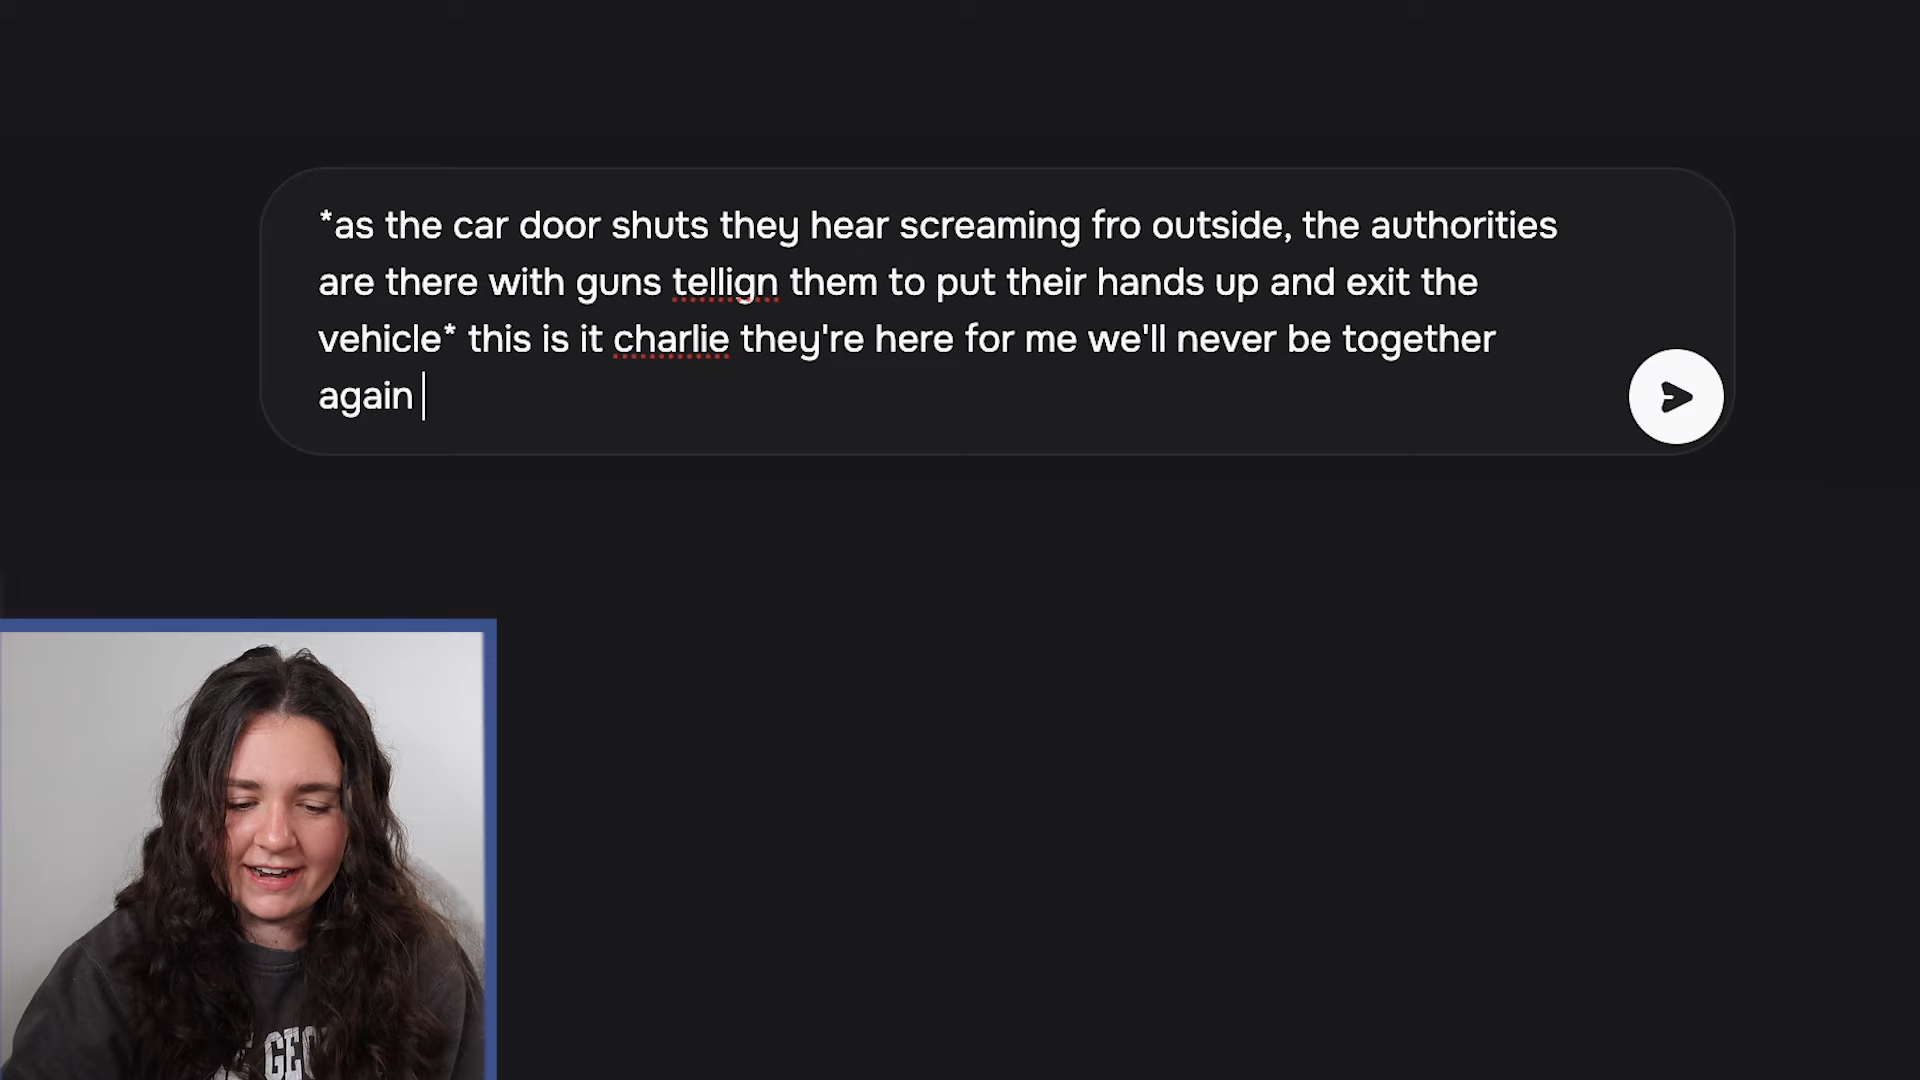 *as the car door shuts they hear screaming fro outside, the authorities
are there with guns tellign them to put their hands up and exit the
vehicle* this is it charlie they're here for me we'll never be together
again